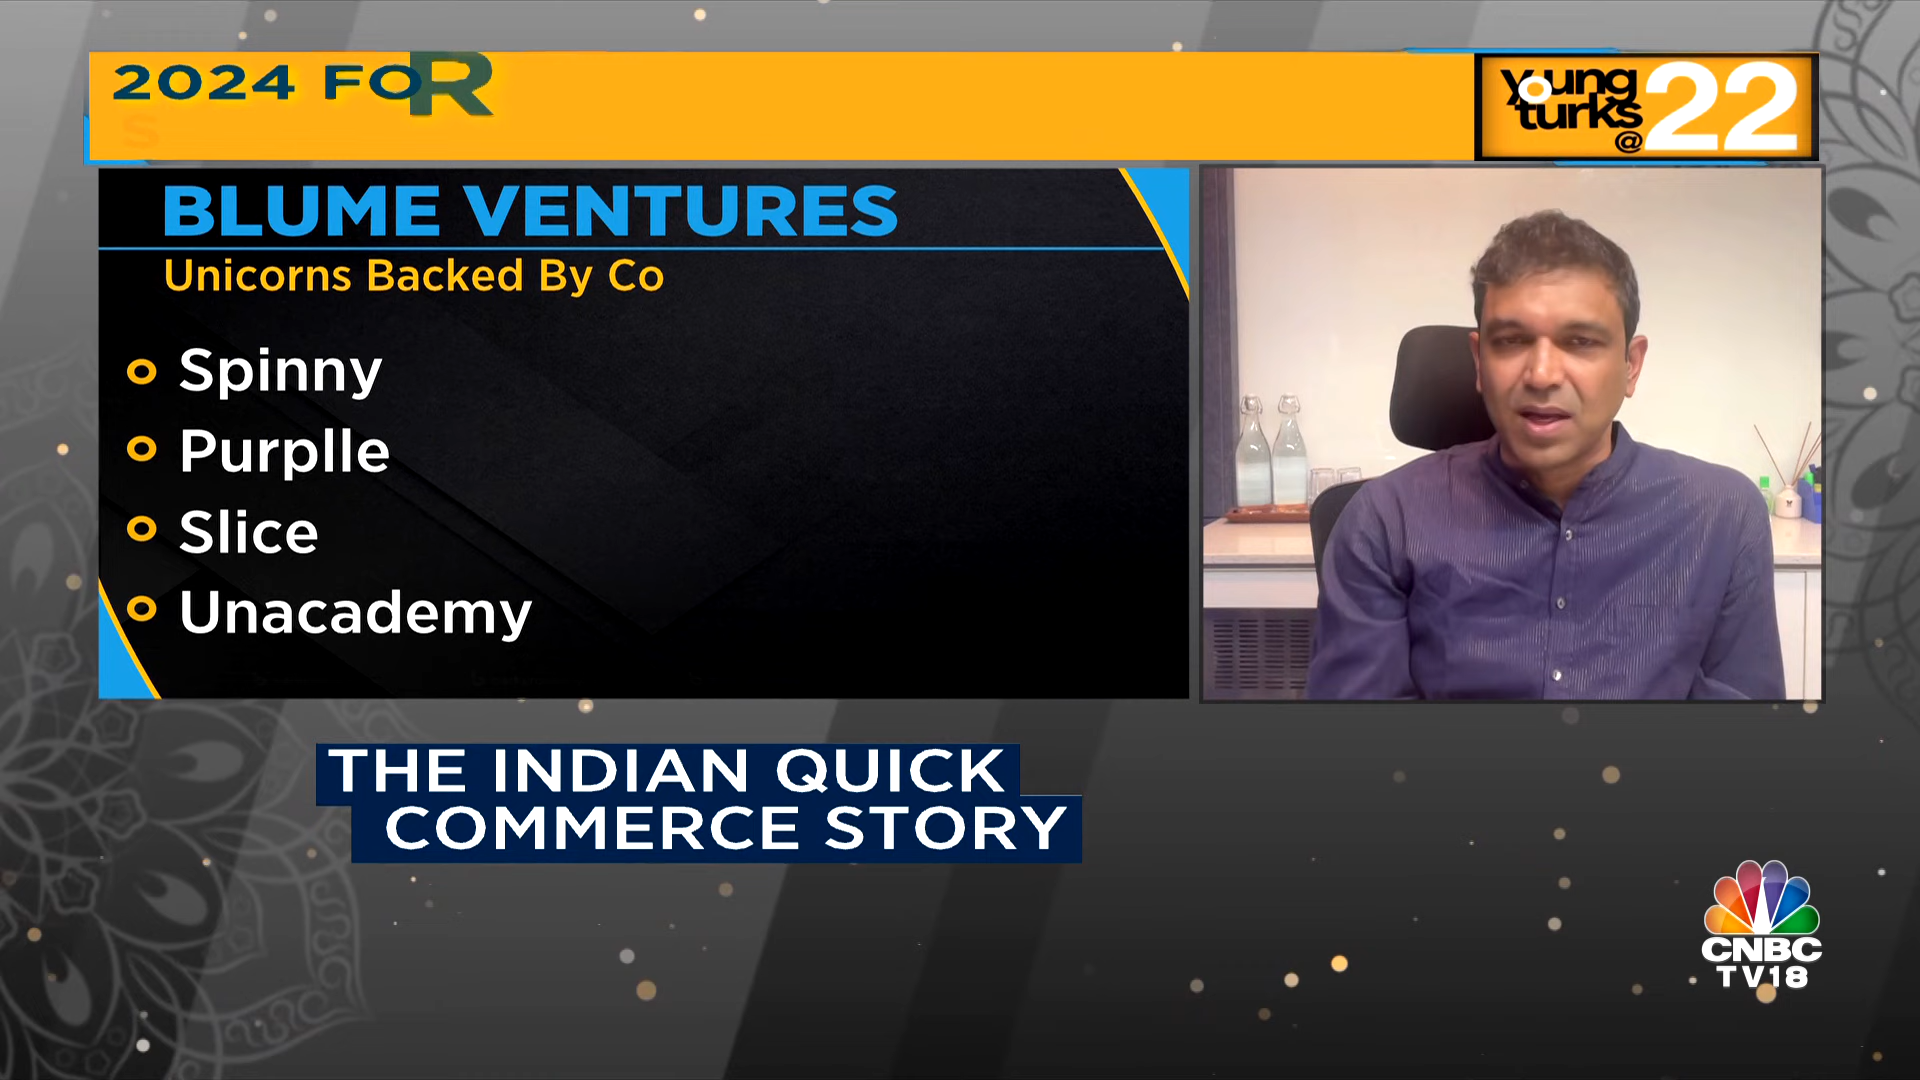 2024 FOR
S
young
turks
@22
BLUME VENTURES
Unicorns Backed By Co
Spinny
Purplle
Slice
Unacademy
THE INDIAN QUICK
COMMERCE STORY
CNBC
TV18